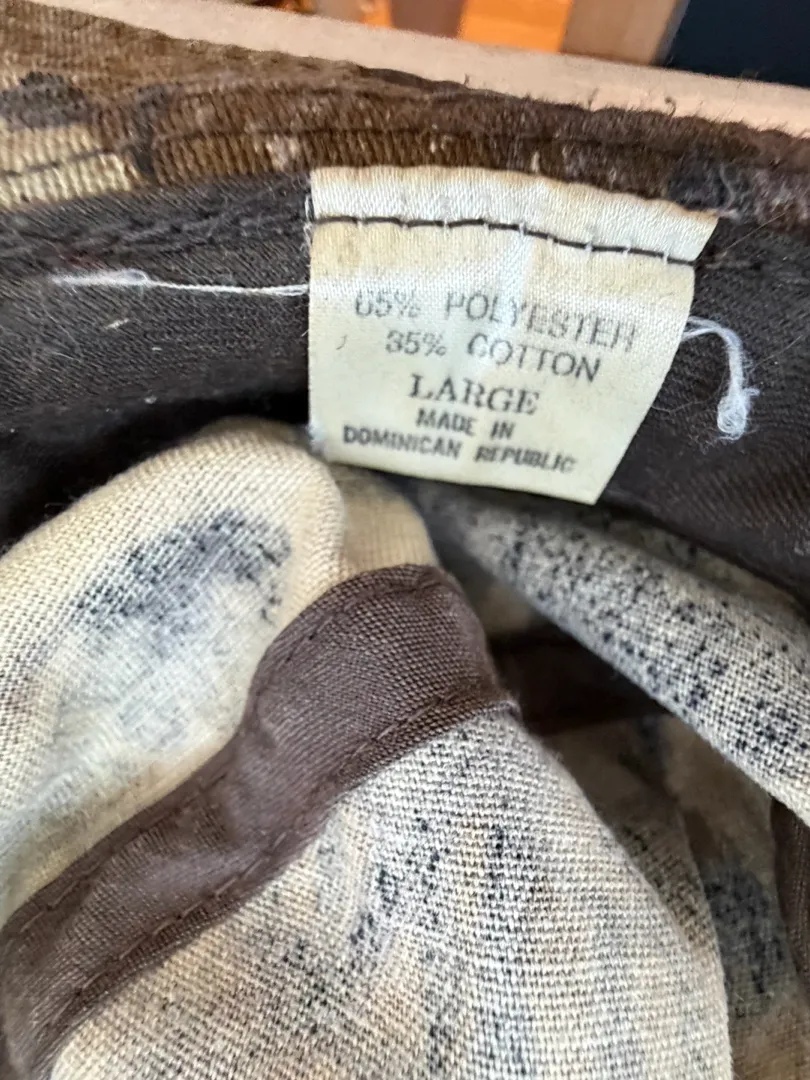 65% POLYESTER
35% COTTON
LARGE
MADE IN
DOMINICAN REPUBLIC